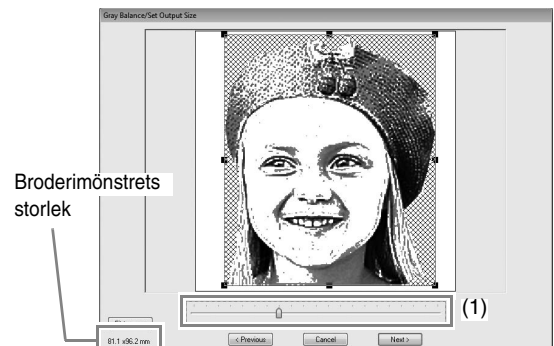 Gray Balance/Set Output Size
Broderimönstrets
storlek
(1)
81.1 x96.2 mm
< Previous
Cancel
Next >